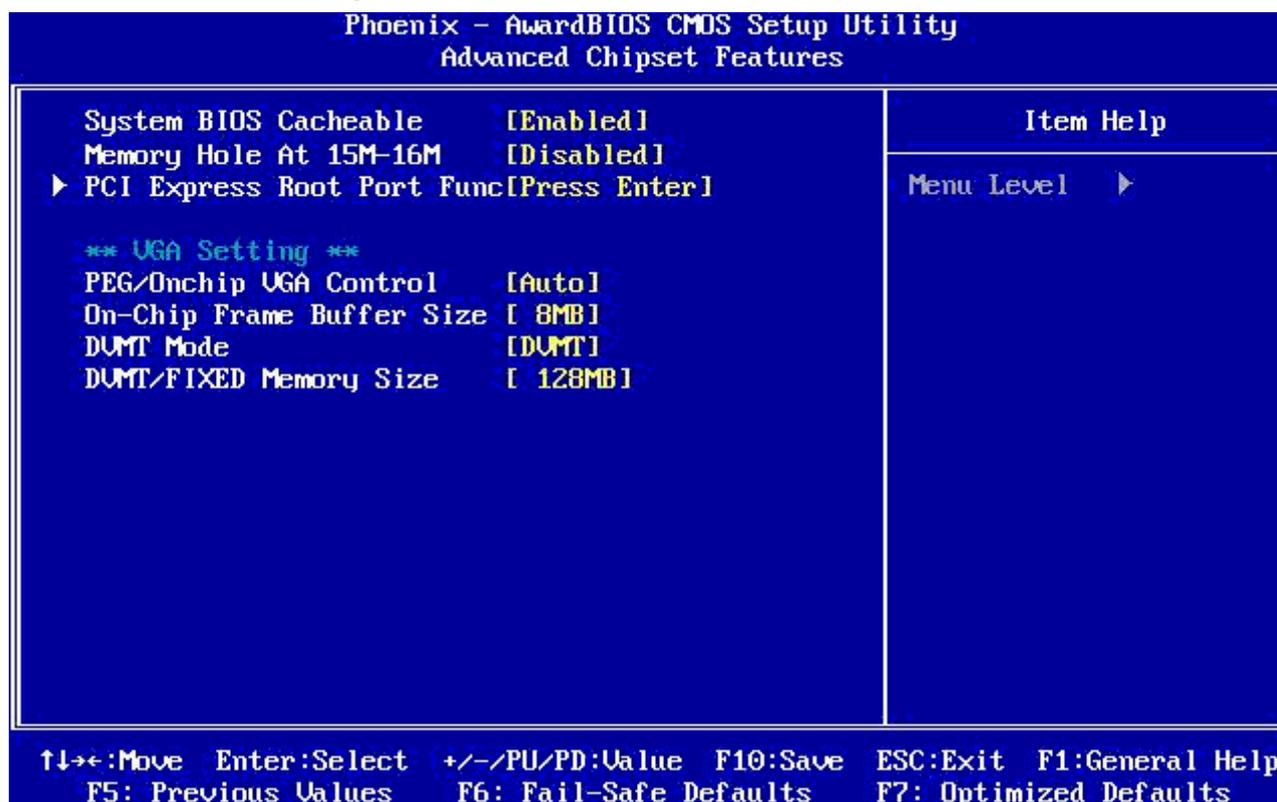 Phoenix - AwardBIOS CMOS Setup Utility
Advanced Chipset Features
System BIOS Cacheable [Enabled]
Memory Hole At 15M-16M [Disabled]
▶ PCI Express Root Port Func[Press Enter]
** VGA Setting **
PEG/Onchip VGA Control [Auto]
On-Chip Frame Buffer Size [ 8MB]
DVMT Mode [DVMT]
DVMT/FIXED Memory Size [ 128MB]
Item Help
Menu Level ▶
↑↓→←:Move Enter:Select +/-/PU/PD:Value F10:Save ESC:Exit F1:General Help
F5: Previous Values F6: Fail-Safe Defaults F7: Optimized Defaults